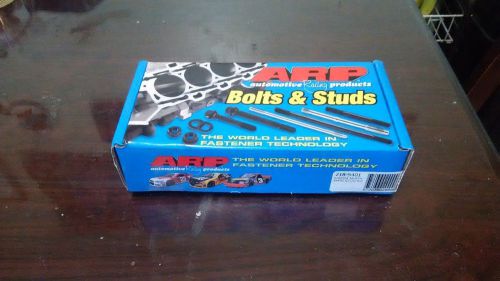 ARP
automotive Racing products
Bolts & Studs
THE WORLD LEADER IN
FASTENER TECHNOLOGY
ARP
automotive Racing products
THE WORLD LEADER IN
FASTENER TECHNOLOGY